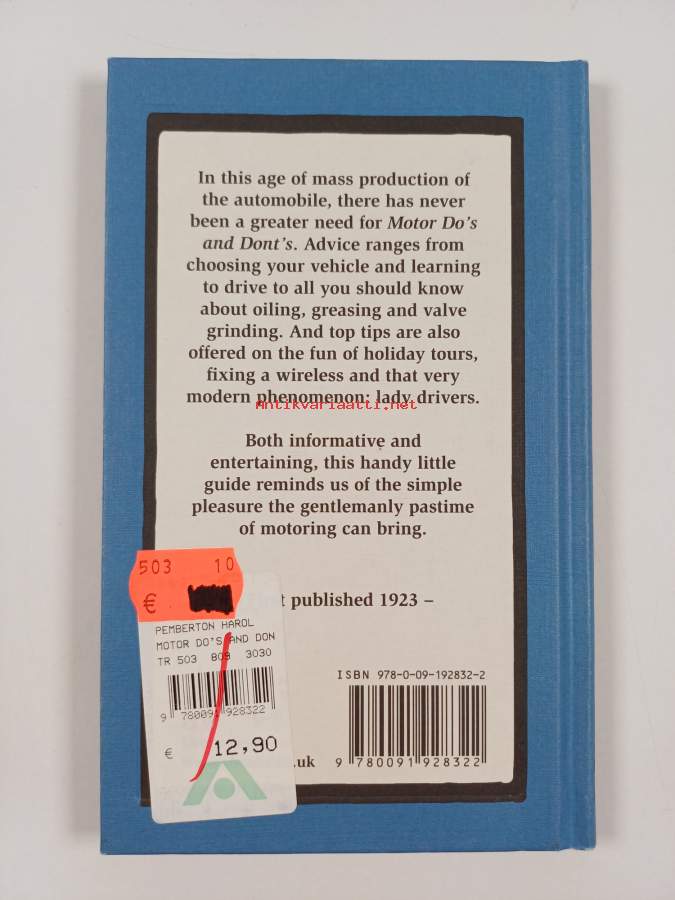 In this age of mass production of
the automobile, there has never
been a greater need for Motor Do's
and Dont's. Advice ranges from
choosing your vehicle and learning
to drive to all you should know
about oiling, greasing and valve
grinding. And top tips are also
offered on the fun of holiday tours,
fixing a wireless and that very
modern phenomenon: lady drivers.
Antikvariaatti.net
Both informative and
entertaining, this handy little
guide reminds us of the simple
pleasure the gentlemanly pastime
of motoring can bring.
503 10
€
published 1923 –
PEMBERTON HAROL
MOTOR DO'S AND DON
TR 503 809 3030
9 780091 928322
€ 12,90
ISBN 978-0-09-192832-2
.uk
9 780091 928322